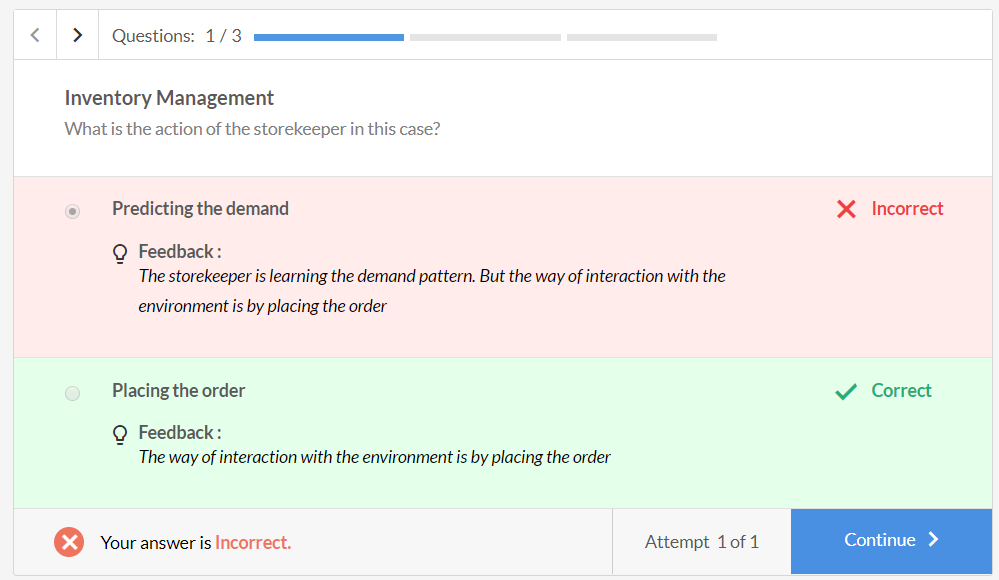 Questions: 1 / 3
Inventory Management
What is the action of the storekeeper in this case?
Predicting the demand
Incorrect
Feedback :
The storekeeper is learning the demand pattern. But the way of interaction with the
environment is by placing the order
Placing the order
Correct
Feedback :
The way of interaction with the environment is by placing the order
Your answer is Incorrect.
Attempt 1 of 1
Continue